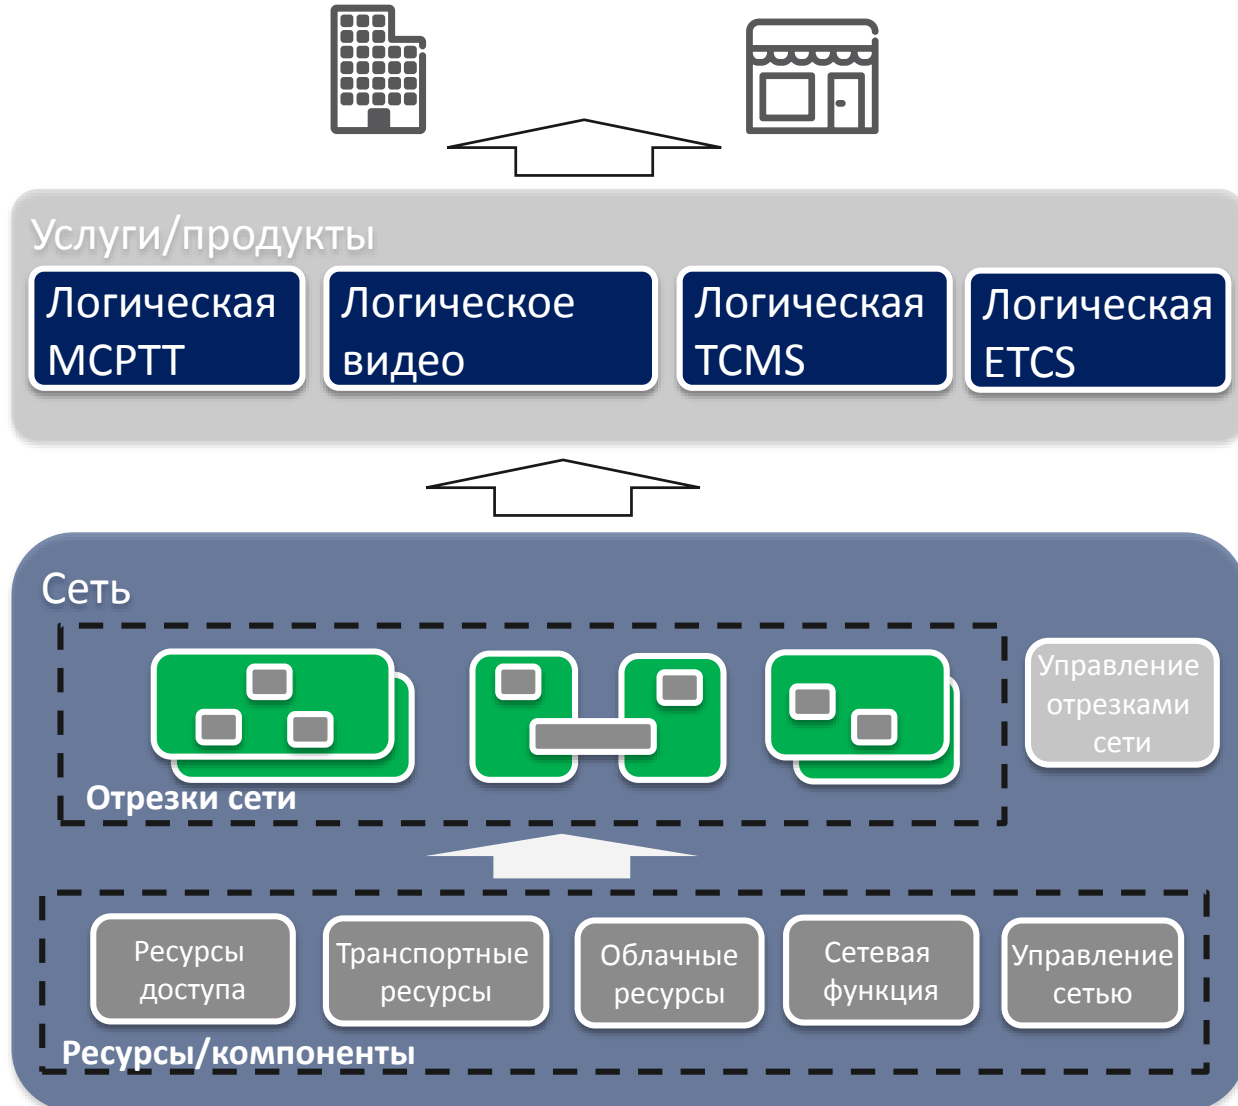 Услуги/продукты
Логическая
MCPTT
Логическое
видео
Логическая
TCMS
Логическая
ETCS
Сеть
Управление
отрезками
сети
Отрезки сети
Ресурсы
доступа
Транспортные
ресурсы
Облачные
ресурсы
Сетевая
функция
Управление
сетью
Ресурсы/компоненты